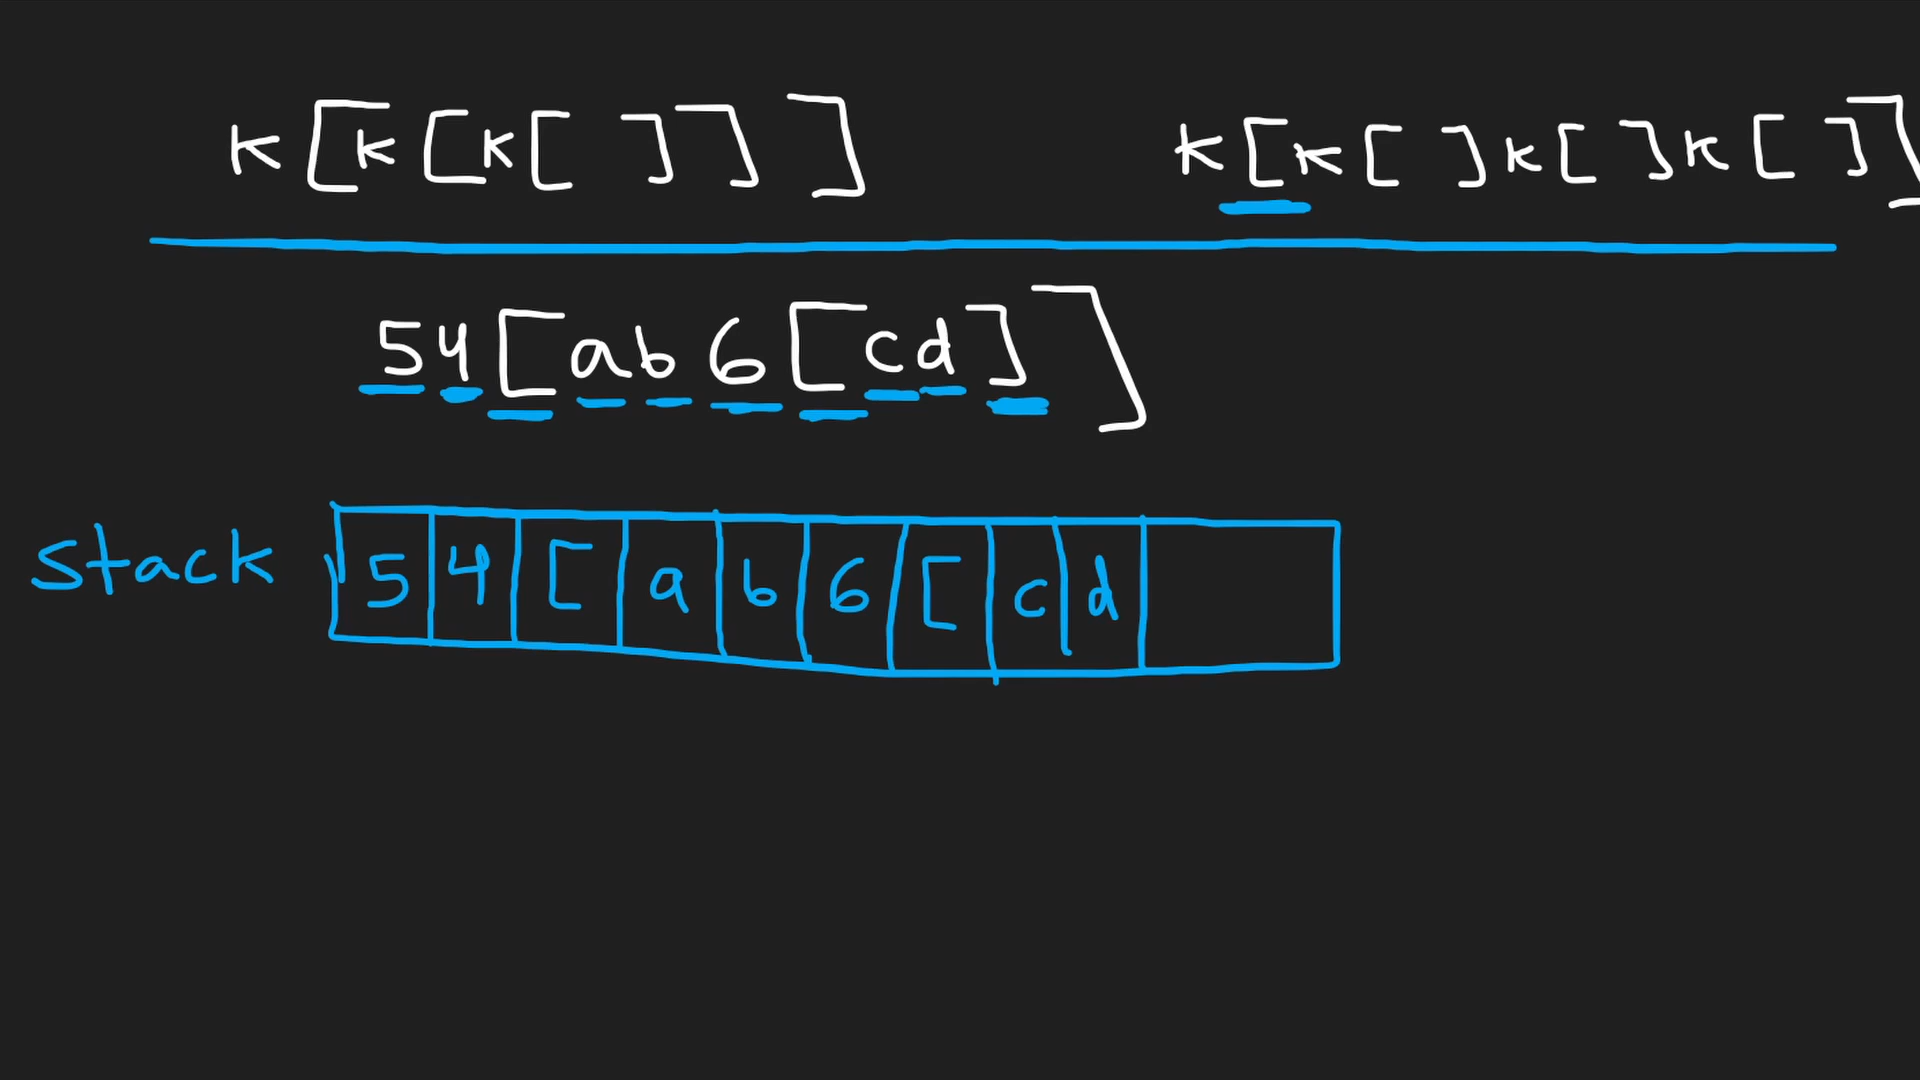 k[k[k[ ]]] k[k[ ]k[ ]k[ ]]
54[ab6[cd]]
stack 5 4 [ a b 6 [ c d